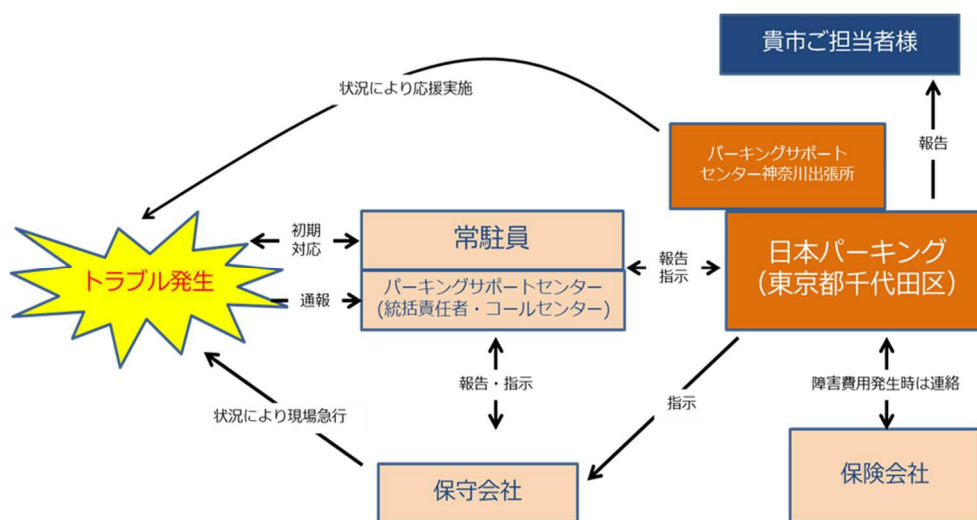 貴市ご担当者様
状況により応援実施
報告
パーキングサポート
センター神奈川出張所
初期
対応
常駐員
報告
指示
日本パーキング
(東京都千代田区)
トラブル発生
通報
パーキングサポートセンター
(統括責任者・コールセンター)
報告・指示
障害費用発生時は連絡
状況により現場急行
指示
保守会社
保険会社